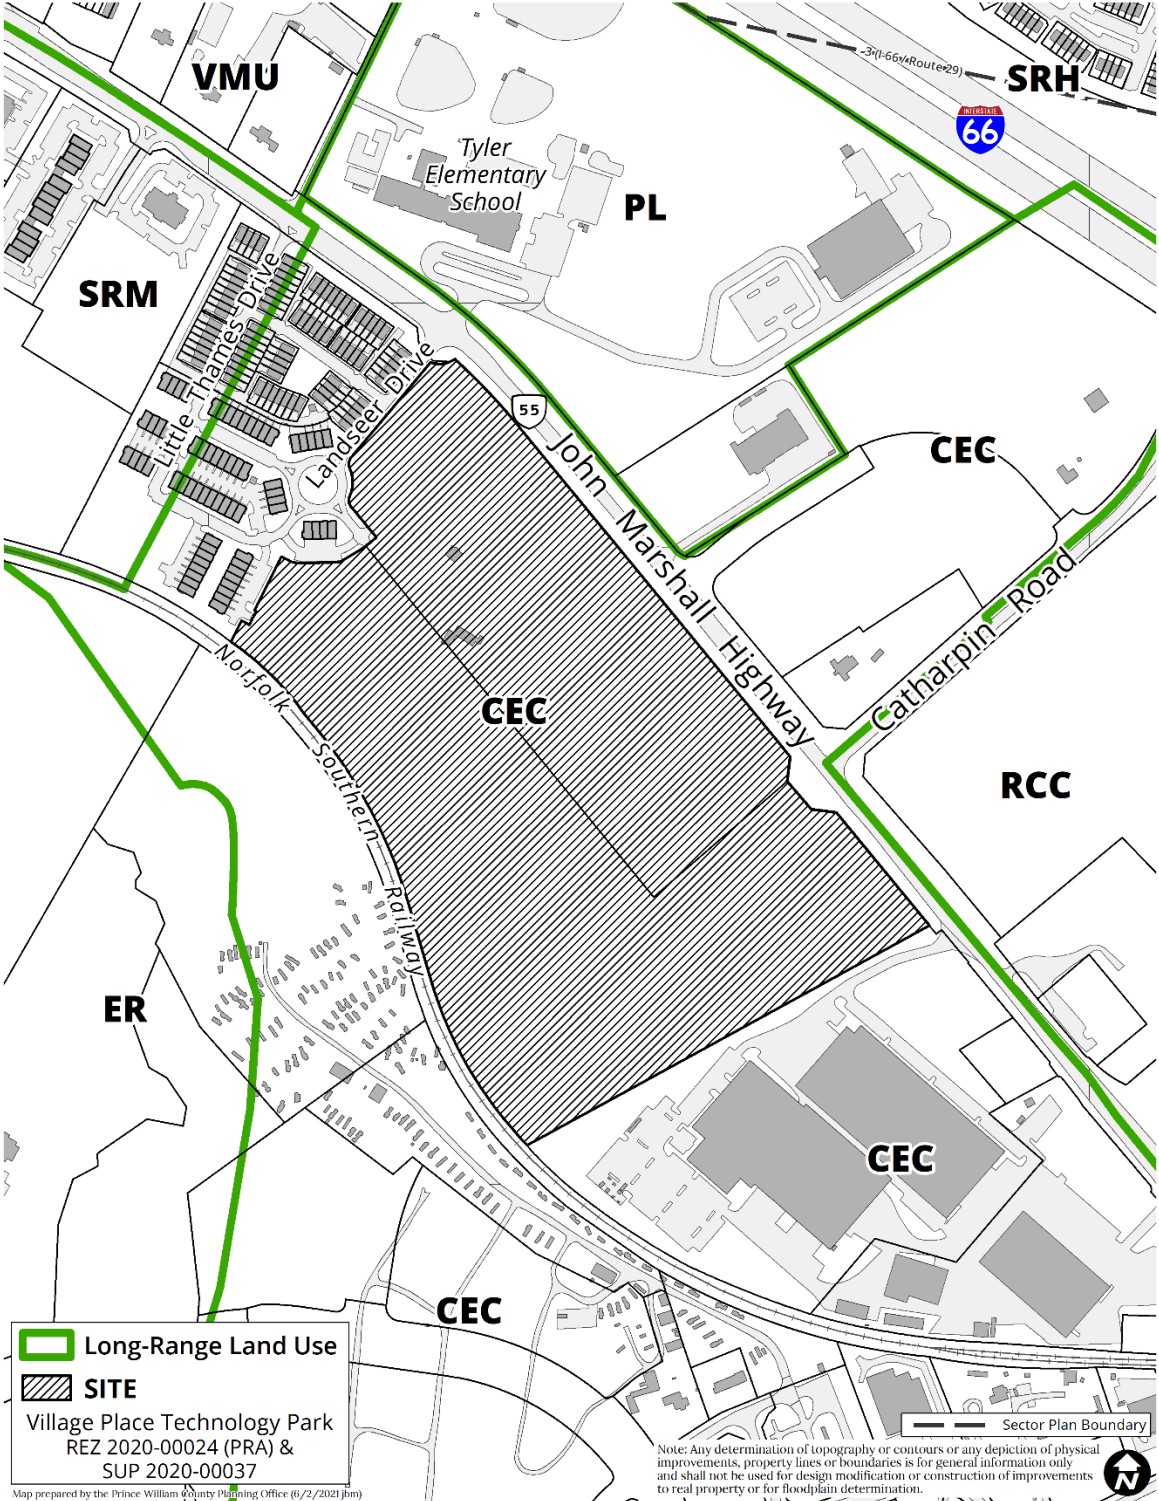 VMU
3 (I-66/Route 29)
SRH
INTERSTATE
66
Tyler
Elementary
School
PL
SRM
Little Thames Drive
Landseer Drive
55
John Marshall Highway
CEC
Catharpin Road
Norfolk Southern Railway
CEC
RCC
ER
CEC
CEC
Long-Range Land Use
SITE
Village Place Technology Park
REZ 2020-00024 (PRA) &
SUP 2020-00037
Map prepared by the Prince William County Planning Office (6/2/2021 jbm)
Sector Plan Boundary
Note: Any determination of topography or contours or any depiction of physical
improvements, property lines or boundaries is for general information only
and shall not be used for design modification or construction of improvements
to real property or for floodplain determination.
N